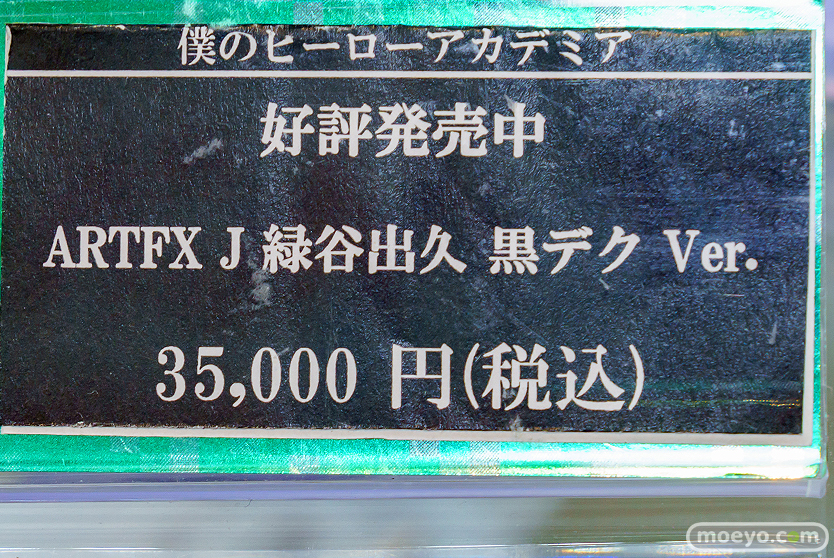 僕のヒーローアカデミア
好評発売中
ARTFX J 緑谷出久 黒デク Ver.
35,000 円(税込)
moeyo.com